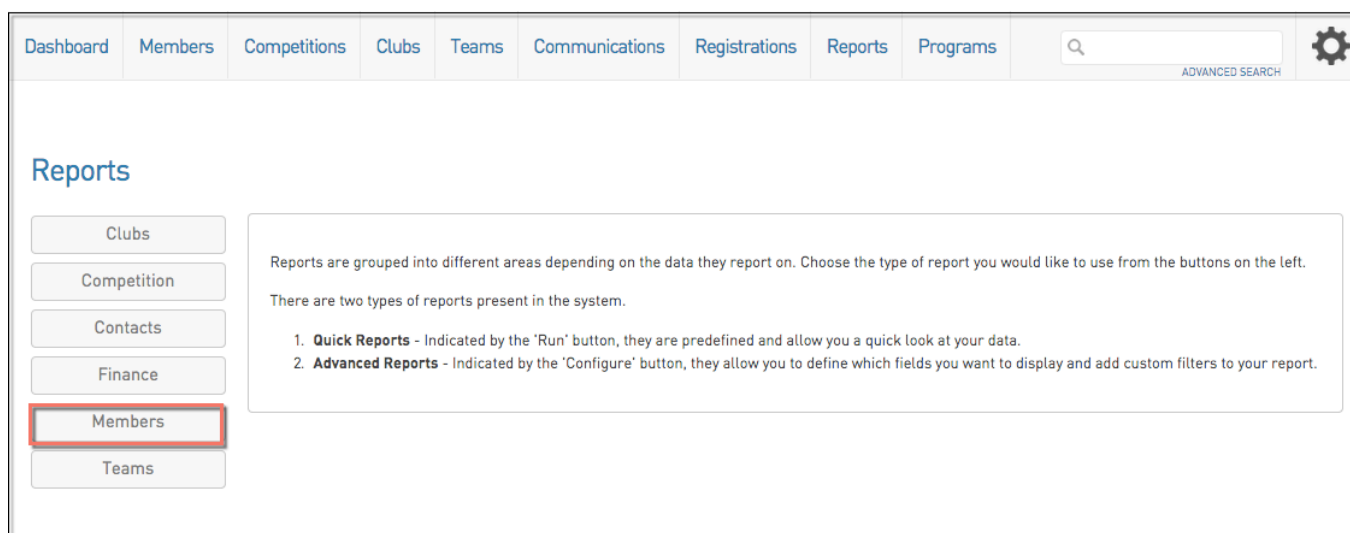 Dashboard Members Competitions Clubs Teams Communications Registrations Reports Programs
ADVANCED SEARCH
Reports
Clubs
Competition
Contacts
Finance
Members
Teams
Reports are grouped into different areas depending on the data they report on. Choose the type of report you would like to use from the buttons on the left.
There are two types of reports present in the system.
1. Quick Reports - Indicated by the 'Run' button, they are predefined and allow you a quick look at your data.
2. Advanced Reports - Indicated by the 'Configure' button, they allow you to define which fields you want to display and add custom filters to your report.